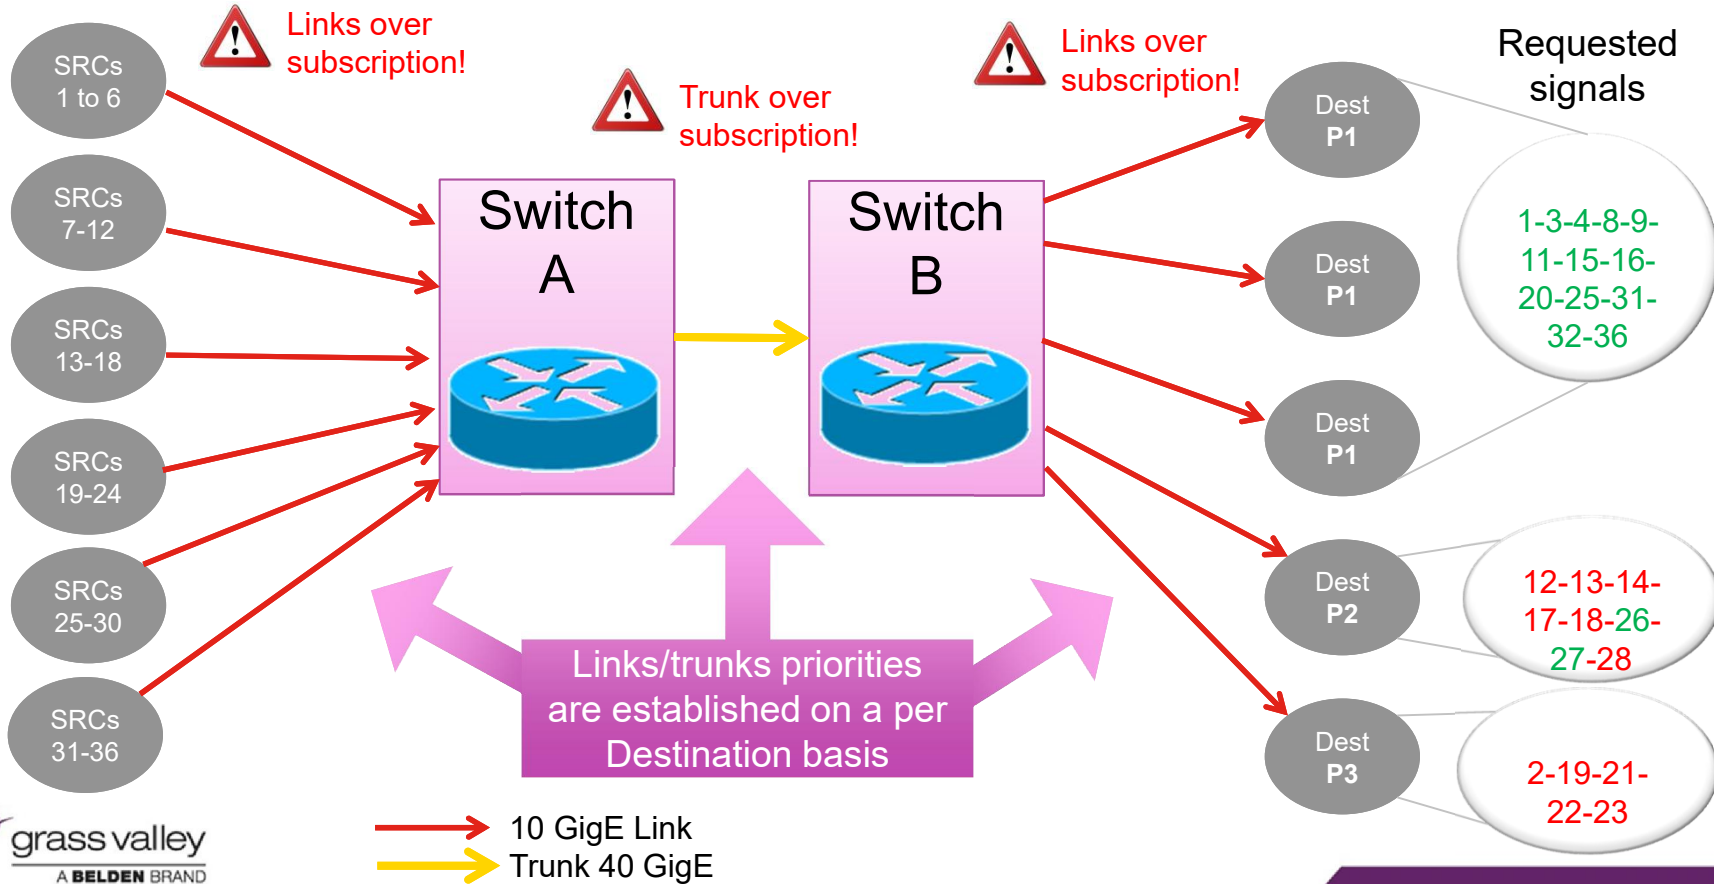 Links over
subscription!
Trunk over
subscription!
Links over
subscription!
Requested
signals
SRCs
1 to 6
SRCs
7-12
SRCs
13-18
SRCs
19-24
SRCs
25-30
SRCs
31-36
Switch
A
Switch
B
Dest
P1
Dest
P1
Dest
P1
Dest
P2
Dest
P3
1-3-4-8-9-
11-15-16-
20-25-31-
32-36
12-13-14-
17-18-26-
27-28
2-19-21-
22-23
Links/trunks priorities
are established on a per
Destination basis
10 GigE Link
Trunk 40 GigE
grass valley
A BELDEN BRAND